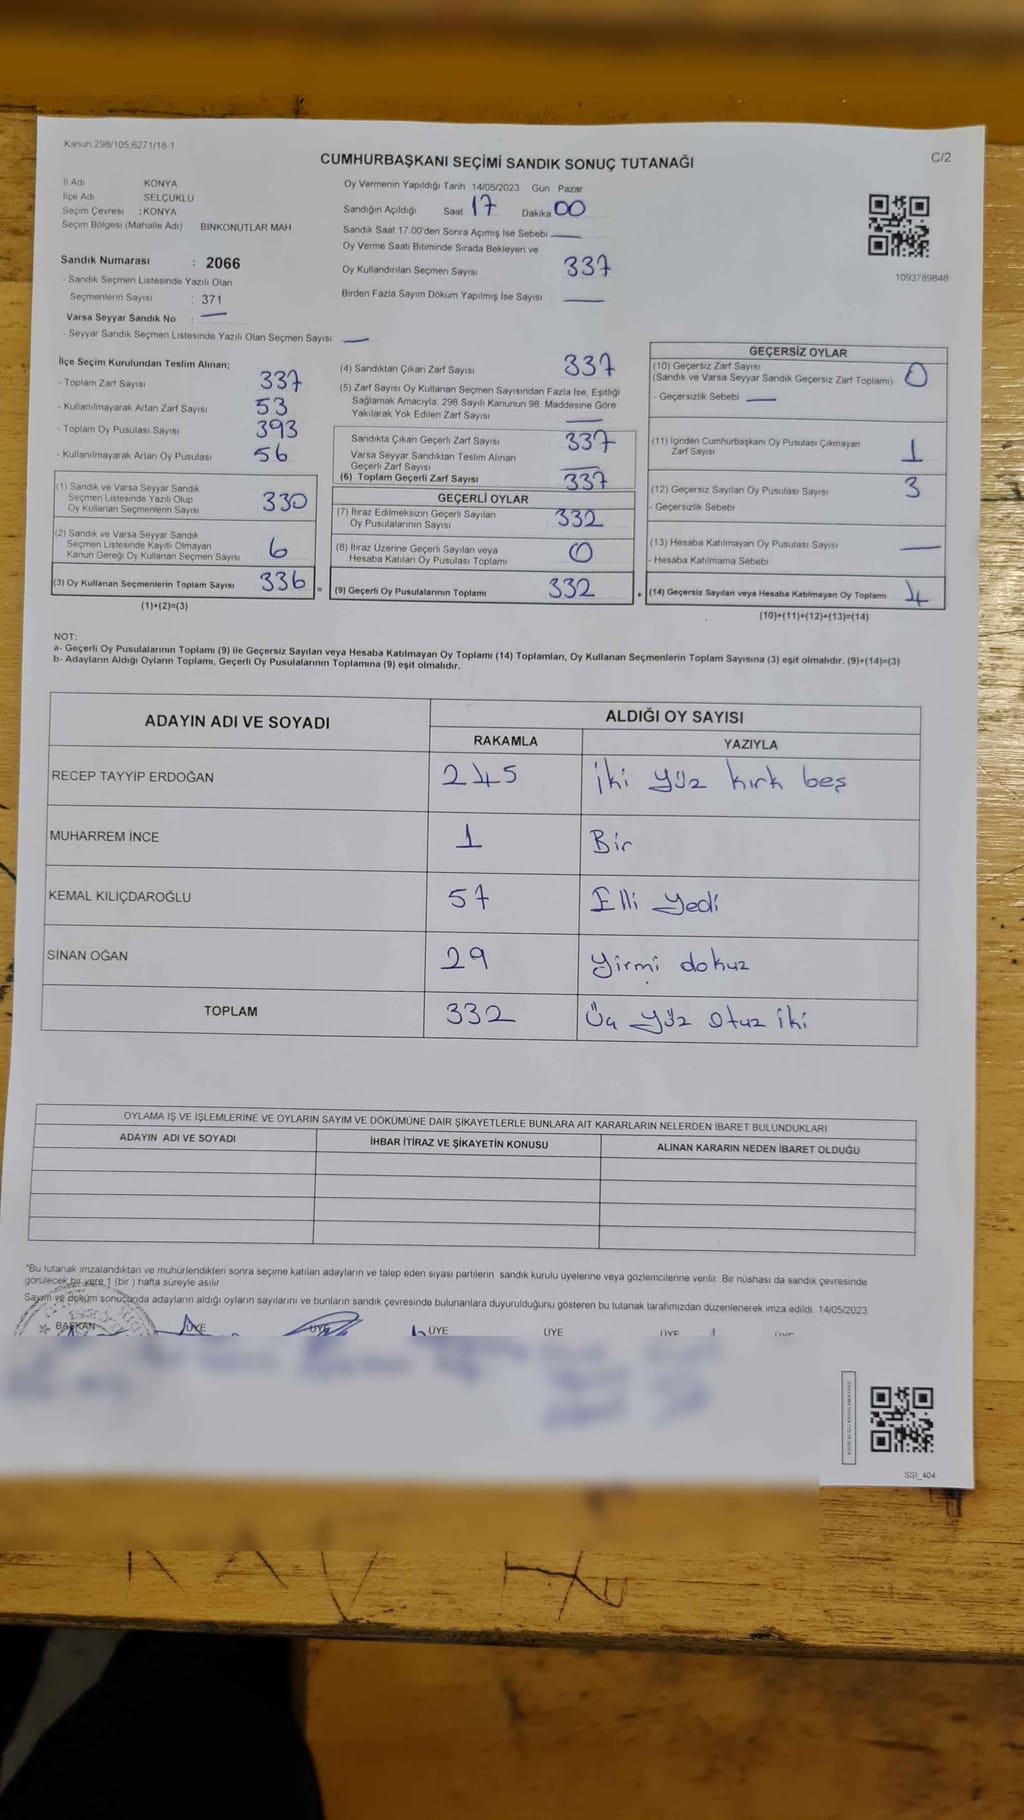 Kanun 298/105,6271/18-1
C/2
CUMHURBAŞKANI SEÇİMİ SANDIK SONUÇ TUTANAĞI
İl Adı KONYA
İlçe Adı SELÇUKLU
Seçim Çevresi : KONYA
Seçim Bölgesi (Mahalle Adı) BİNKONUTLAR MAH.
Sandık Numarası : 2066
- Sandık Seçmen Listesinde Yazılı Olan
Seçmenlerin Sayısı : 371
Varsa Seyyar Sandık No : —
- Seyyar Sandık Seçmen Listesinde Yazılı Olan Seçmen Sayısı —
Oy Vermenin Yapıldığı Tarih 14/05/2023 Gün : Pazar
Sandığın Açıldığı Saat 17 Dakika 00
Sandık Saat 17.00'den Sonra Açımış İse Sebebi —
Oy Verme Saati Bitiminde Sırada Bekleyen ve
Oy Kullandırılan Seçmen Sayısı 337
Birden Fazla Sayım Döküm Yapılmış İse Sayısı —
1093789848
İlçe Seçim Kurulundan Teslim Alınan;
- Toplam Zarf Sayısı 337
- Kullanılmayarak Artan Zarf Sayısı 53
- Toplam Oy Pusulası Sayısı 393
- Kullanılmayarak Artan Oy Pusulası 56
(1) Sandık ve Varsa Seyyar Sandık
Seçmen Listesinde Yazılı Olup
Oy Kullanan Seçmenlerin Sayısı 330
(2) Sandık ve Varsa Seyyar Sandık
Seçmen Listesinde Kayıtlı Olmayan
Kanun Gereği Oy Kullanan Seçmen Sayısı 6
(3) Oy Kullanan Seçmenlerin Toplam Sayısı 336 =
(1)+(2)=(3)
(4) Sandıktan Çıkan Zarf Sayısı 337
(5) Zarf Sayısı Oy Kullanan Seçmen Sayısından Fazla İse, Eşitliği
Sağlamak Amacıyla, 298 Sayılı Kanunun 98. Maddesine Göre
Yakılarak Yok Edilen Zarf Sayısı —
Sandıkta Çıkan Geçerli Zarf Sayısı 337
Varsa Seyyar Sandıktan Teslim Alınan
Geçerli Zarf Sayısı —
(6) Toplam Geçerli Zarf Sayısı 337
GEÇERLİ OYLAR
(7) İtiraz Edilmeksizin Geçerli Sayılan
Oy Pusulalarının Sayısı 332
(8) İtiraz Üzerine Geçerli Sayılan veya
Hesaba Katılan Oy Pusulası Toplamı 0
(9) Geçerli Oy Pusulalarının Toplamı 332 +
GEÇERSİZ OYLAR
(10) Geçersiz Zarf Sayısı
(Sandık ve Varsa Seyyar Sandık Geçersiz Zarf Toplamı) 0
- Geçersizlik Sebebi —
(11) İçinden Cumhurbaşkanı Oy Pusulası Çıkmayan
Zarf Sayısı 1
(12) Geçersiz Sayılan Oy Pusulası Sayısı 3
- Geçersizlik Sebebi
(13) Hesaba Katılmayan Oy Pusulası Sayısı —
- Hesaba Katılmama Sebebi
(14) Geçersiz Sayılan veya Hesaba Katılmayan Oy Toplamı 4
(10)+(11)+(12)+(13)=(14)
NOT:
a- Geçerli Oy Pusulalarının Toplamı (9) ile Geçersiz Sayılan veya Hesaba Katılmayan Oy Toplamı (14) Toplamları, Oy Kullanan Seçmenlerin Toplam Sayısına (3) eşit olmalıdır. (9)+(14)=(3)
b- Adayların Aldığı Oyların Toplamı, Geçerli Oy Pusulalarının Toplamına (9) eşit olmalıdır.
ADAYIN ADI VE SOYADI ALDIĞI OY SAYISI
RAKAMLA YAZIYLA
RECEP TAYYİP ERDOĞAN 245 İki yüz kırk beş
MUHARREM İNCE 1 Bir
KEMAL KILIÇDAROĞLU 57 Elli yedi
SİNAN OĞAN 29 Yirmi dokuz
TOPLAM 332 Üç yüz otuz iki
OYLAMA İŞ VE İŞLEMLERİNE VE OYLARIN SAYIM VE DÖKÜMÜNE DAİR ŞİKAYETLERLE BUNLARA AİT KARARLARIN NELERDEN İBARET BULUNDUKLARI
ADAYIN ADI VE SOYADI İHBAR İTİRAZ VE ŞİKAYETİN KONUSU ALINAN KARARIN NEDEN İBARET OLDUĞU
*Bu tutanak imzalandıktan ve mühürlendikten sonra seçime katılan adayların ve talep eden siyasi partilerin sandık kurulu üyelerine veya gözlemcilerine verilir. Bir nüshası da sandık çevresinde
görülecek bir yere 1 (bir) hafta süreyle asılır.
Sayım ve döküm sonucunda adayların aldığı oyların sayılarını ve bunların sandık çevresinde bulunanlara duyurulduğunu gösteren bu tutanak tarafımızdan düzenlenerek imza edildi. 14/05/2023
BAŞKAN ÜYE ÜYE ÜYE ÜYE ÜYE ÜYE
SSI_404